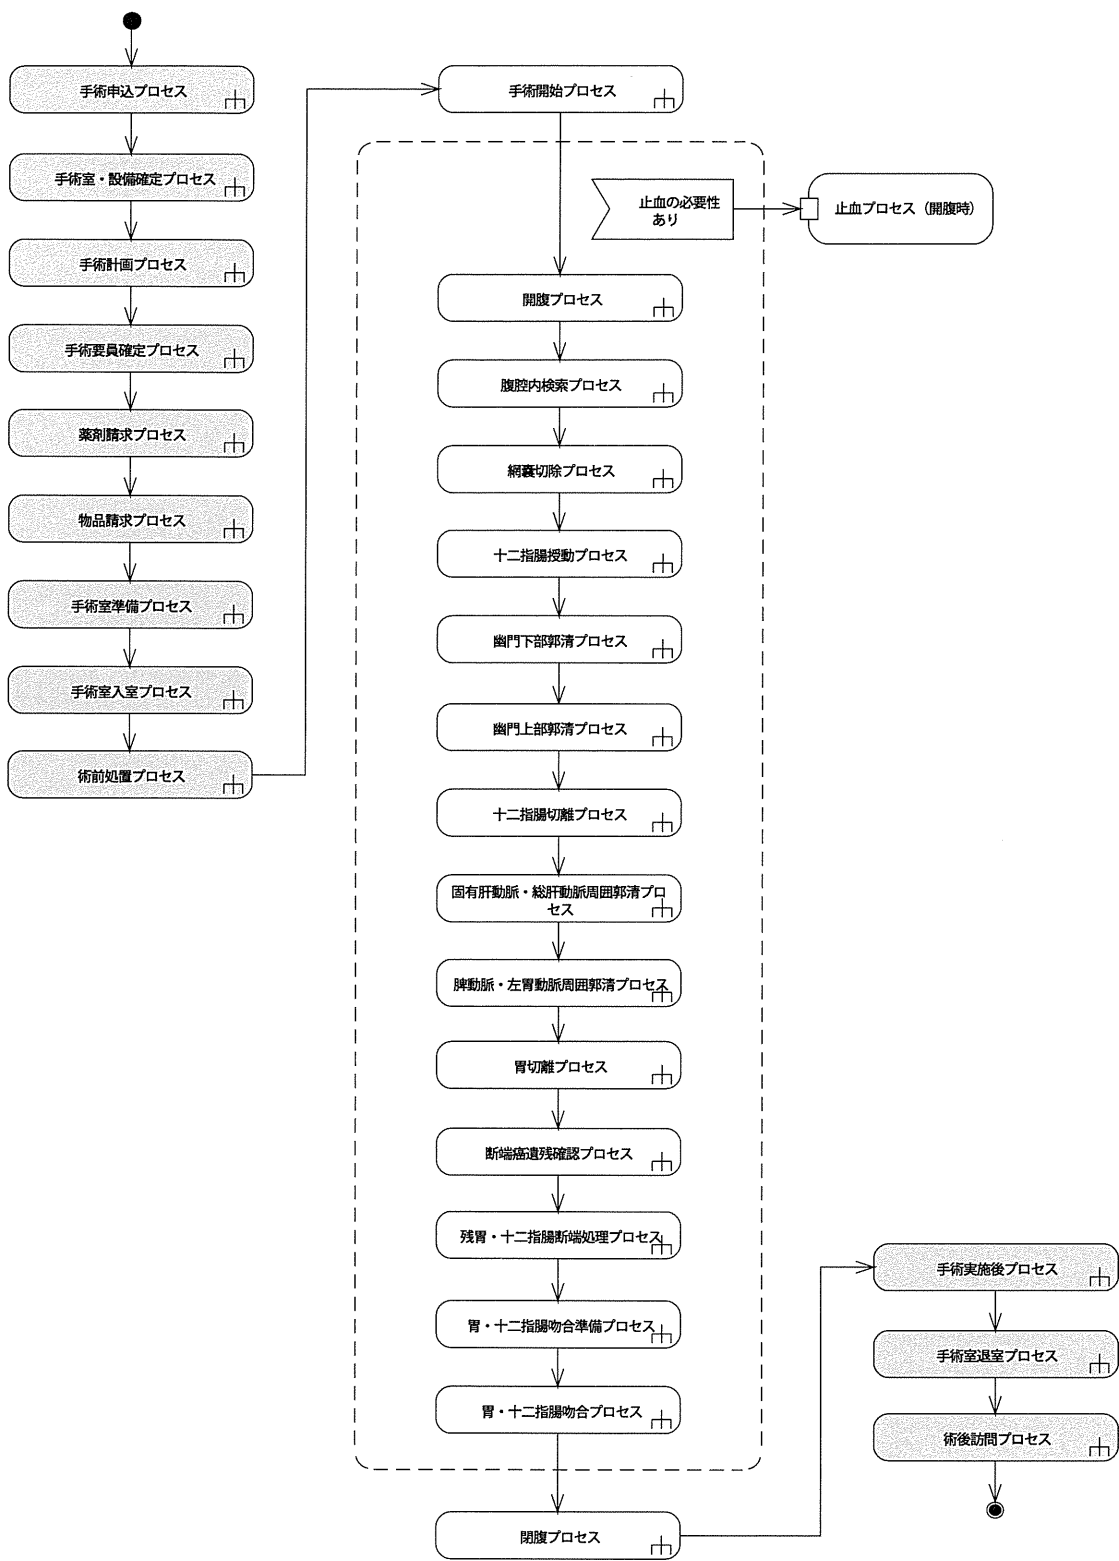 手術申込プロセス
手術室・設備確定プロセス
手術計画プロセス
手術要員確定プロセス
薬剤請求プロセス
物品請求プロセス
手術室準備プロセス
手術室入室プロセス
術前処置プロセス
手術開始プロセス
止血の必要性
あり
止血プロセス（開腹時）
開腹プロセス
腹腔内検索プロセス
網嚢切除プロセス
十二指腸授動プロセス
幽門下部郭清プロセス
幽門上部郭清プロセス
十二指腸切離プロセス
固有肝動脈・総肝動脈周囲郭清プロ
セス
脾動脈・左胃動脈周囲郭清プロセス
胃切離プロセス
断端癌遺残確認プロセス
残胃・十二指腸断端処理プロセス
胃・十二指腸吻合準備プロセス
胃・十二指腸吻合プロセス
閉腹プロセス
手術実施後プロセス
手術室退室プロセス
術後訪問プロセス